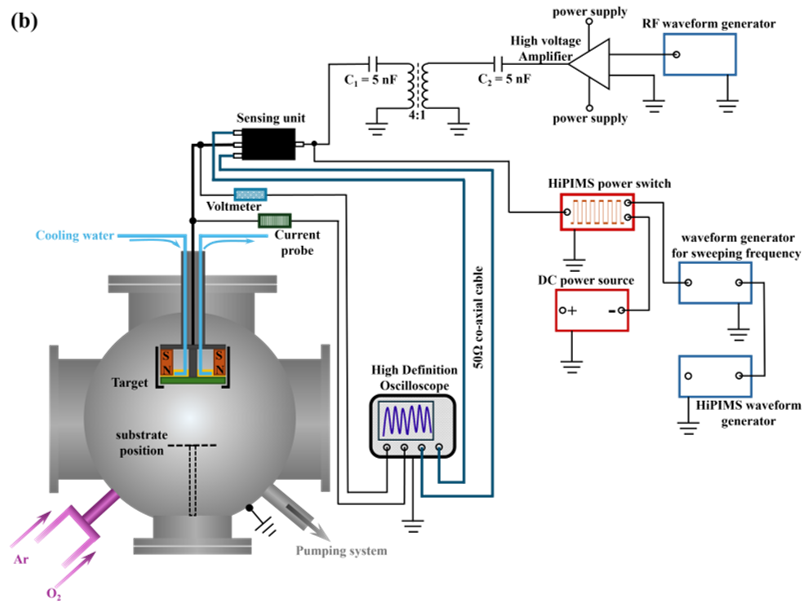 (b)
power supply
RF waveform generator
High voltage
Amplifier
C₁ = 5 nF
C₂ = 5 nF
4:1
power supply
Sensing unit
HiPIMS power switch
Voltmeter
Cooling water
Current
probe
waveform generator
for sweeping frequency
DC power source
+
-
50Ω co-axial cable
S
S
N
N
Target
High Definition
Oscilloscope
HiPIMS waveform
generator
substrate
position
Pumping system
Ar
O₂